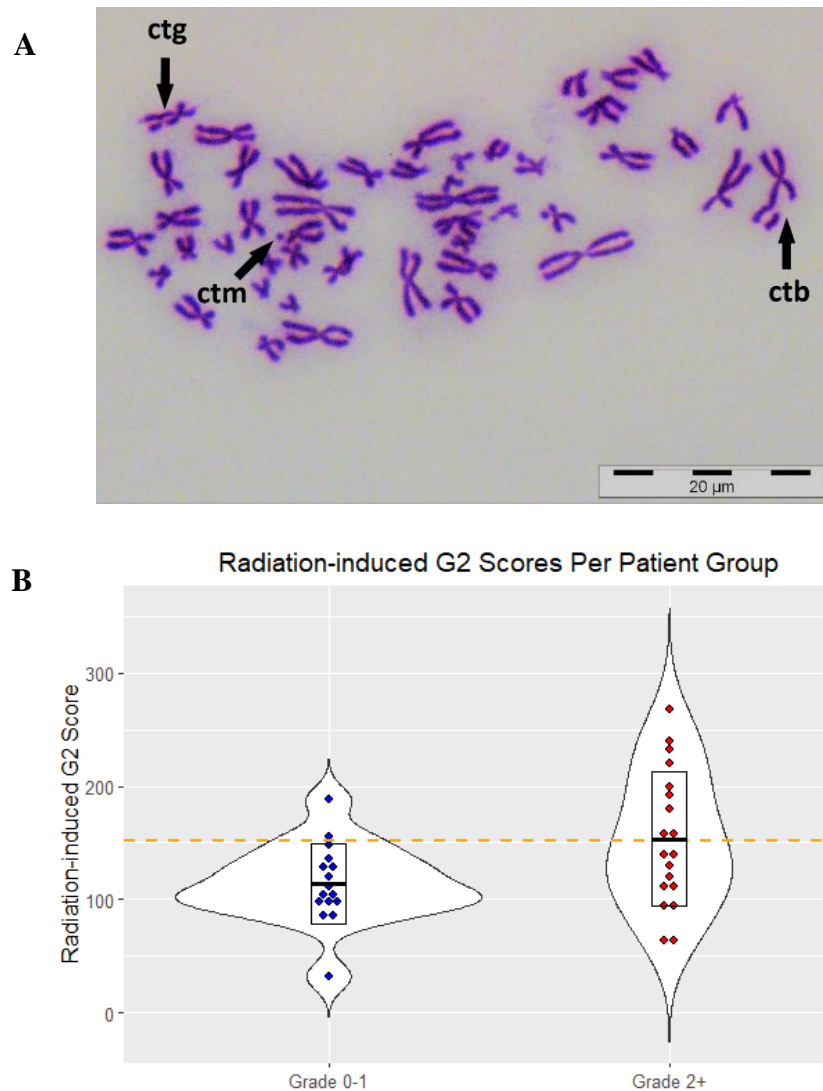 A
ctg
ctm
ctb
20 µm
B
Radiation-induced G2 Scores Per Patient Group
Radiation-induced G2 Score
300
200
100
0
Grade 0-1
Grade 2+